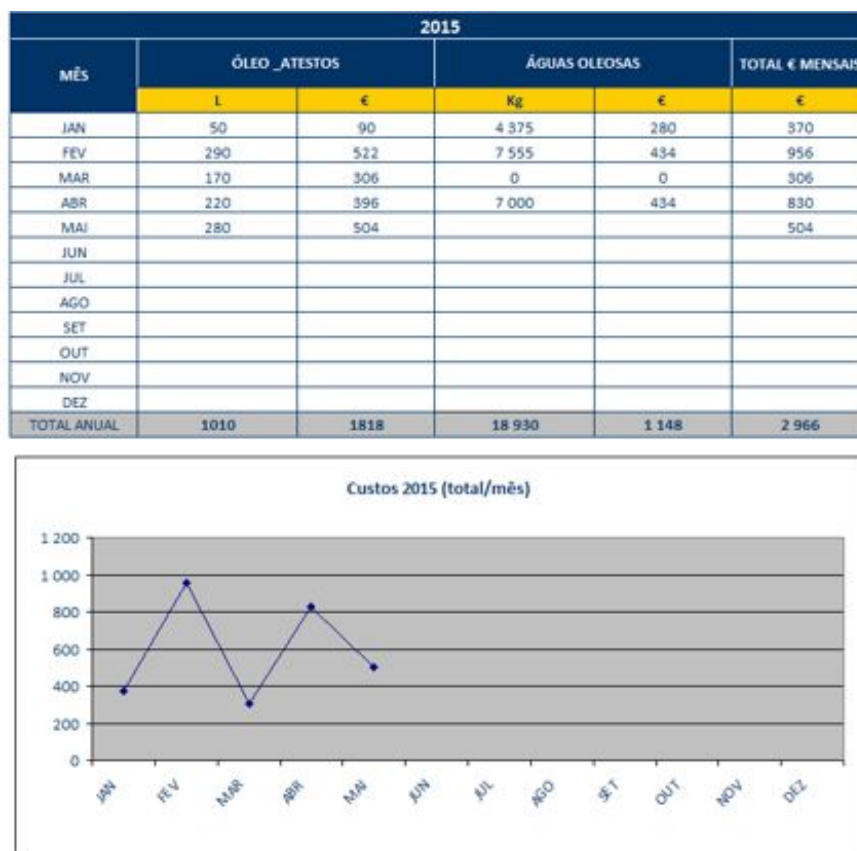 2015
MÊS ÓLEO _ATESTOS ÁGUAS OLEOSAS TOTAL € MENSAIS
L € Kg € €
JAN 50 90 4 375 280 370
FEV 290 522 7 555 434 956
MAR 170 306 0 0 306
ABR 220 396 7 000 434 830
MAI 280 504 504
JUN
JUL
AGO
SET
OUT
NOV
DEZ
TOTAL ANUAL 1010 1818 18 930 1 148 2 966
Custos 2015 (total/mês)
1 200
1 000
800
600
400
200
0
JAN FEV MAR ABR MAI JUN JUL AGO SET OUT NOV DEZ